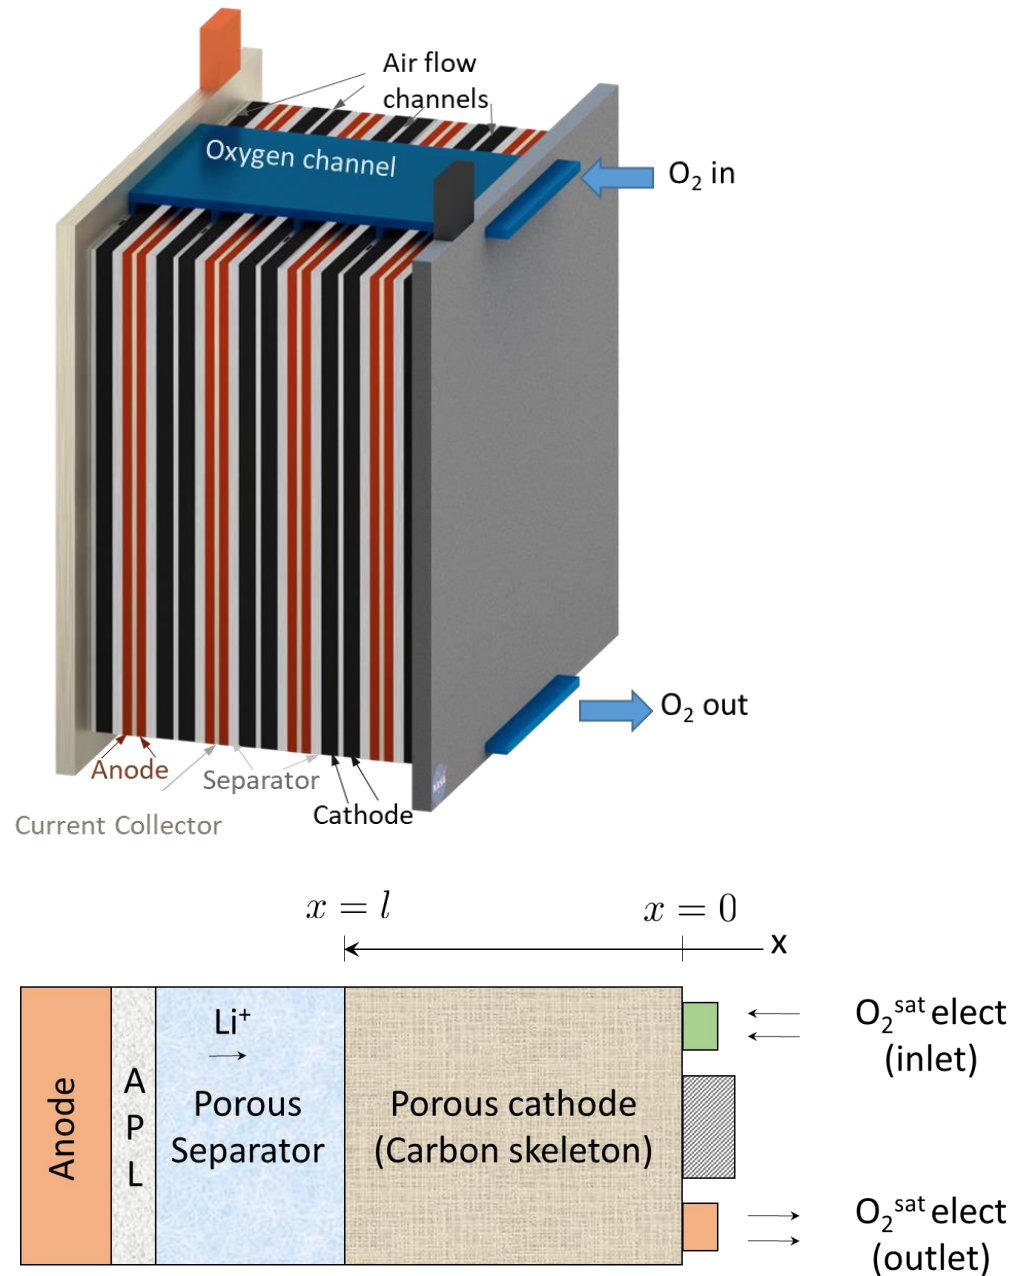 Air flow
channels
Oxygen channel
O₂ in
O₂ out
Anode
Separator
Cathode
Current Collector
x = l
x = 0
x
Li⁺
O₂ˢᵃᵗ elect
(inlet)
Anode
A
P
L
Porous
Separator
Porous cathode
(Carbon skeleton)
O₂ˢᵃᵗ elect
(outlet)